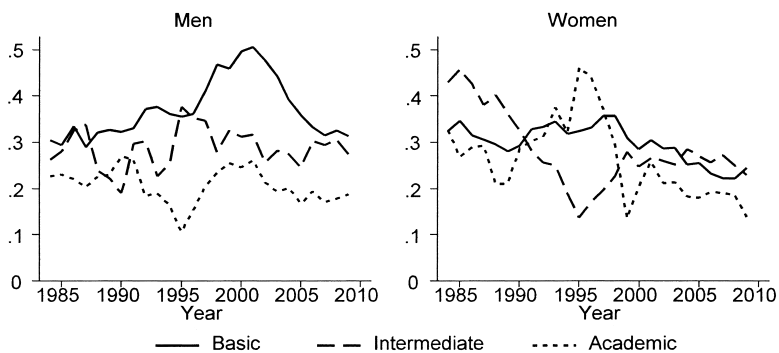 Men Women
.5 .5
.4 .4
.3 .3
.2 .2
.1 .1
0 0
1985 1990 1995 2000 2005 2010 1985 1990 1995 2000 2005 2010
Year Year
Basic Intermediate Academic